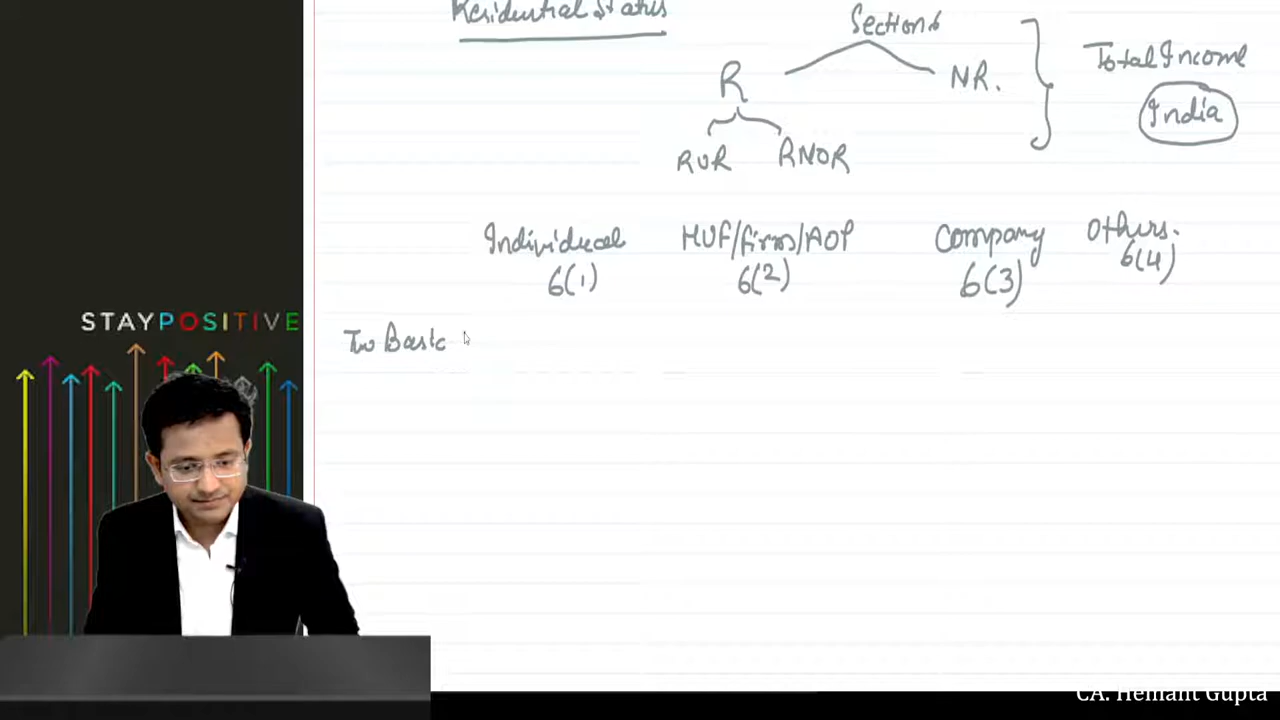 Residential Status
Section 6
R NR.
RUR RNOR
Total Income
India
Individual HUF/firms/AOP Company Others.
6(1) 6(2) 6(3) 6(4)
STAYPOSITIVE
Two Basic
CA. Hemant Gupta